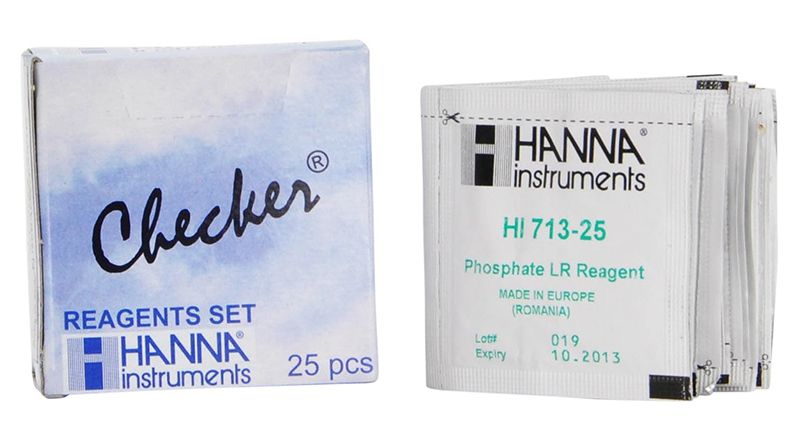 Checker®
REAGENTS SET
HANNA®
instruments
25 pcs
HANNA®
instruments
HI 713-25
Phosphate LR Reagent
MADE IN EUROPE
(ROMANIA)
Lot# 019
Expiry 10.2013